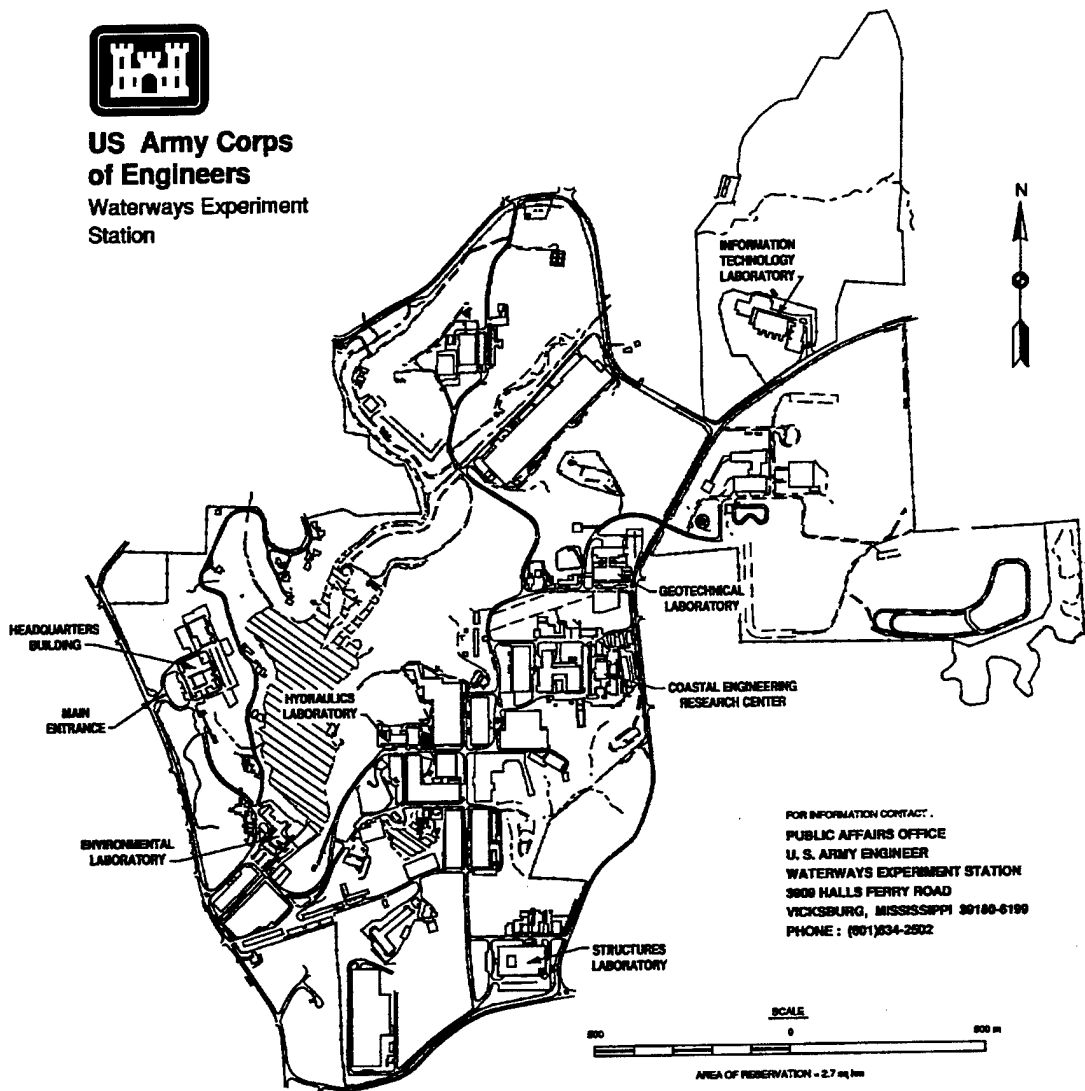 US Army Corps
of Engineers
Waterways Experiment
Station
N
INFORMATION
TECHNOLOGY
LABORATORY
GEOTECHNICAL
LABORATORY
HEADQUARTERS
BUILDING
MAIN
ENTRANCE
HYDRAULICS
LABORATORY
COASTAL ENGINEERING
RESEARCH CENTER
ENVIRONMENTAL
LABORATORY
STRUCTURES
LABORATORY
FOR INFORMATION CONTACT :
PUBLIC AFFAIRS OFFICE
U. S. ARMY ENGINEER
WATERWAYS EXPERIMENT STATION
3909 HALLS FERRY ROAD
VICKSBURG, MISSISSIPPI 39180-6199
PHONE : (601)634-2502
SCALE
0
AREA OF RESERVATION = 2.7 sq km